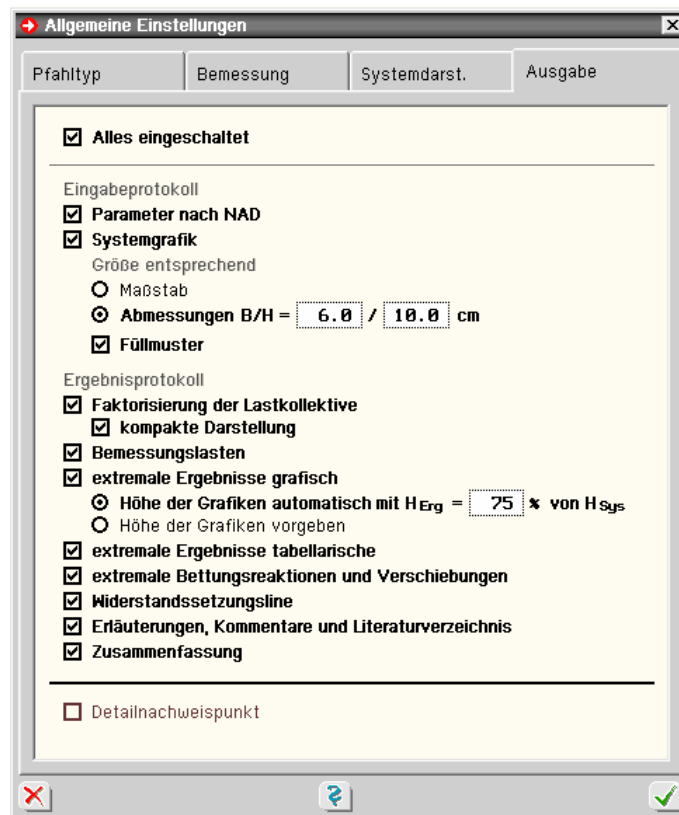 Allgemeine Einstellungen
Pfahltyp Bemessung Systemdarst. Ausgabe
Alles eingeschaltet
Eingabeprotokoll
Parameter nach NAD
Systemgrafik
Größe entsprechend
Maßstab
Abmessungen B/H = 6.0 / 10.0 cm
Füllmuster
Ergebnisprotokoll
Faktorisierung der Lastkollektive
kompakte Darstellung
Bemessungslasten
extremale Ergebnisse grafisch
Höhe der Grafiken automatisch mit H Erg = 75 % von H Sys
Höhe der Grafiken vorgeben
extremale Ergebnisse tabellarische
extremale Bettungsreaktionen und Verschiebungen
Widerstandssetzungsline
Erläuterungen, Kommentare und Literaturverzeichnis
Zusammenfassung
Detailnachweispunkt